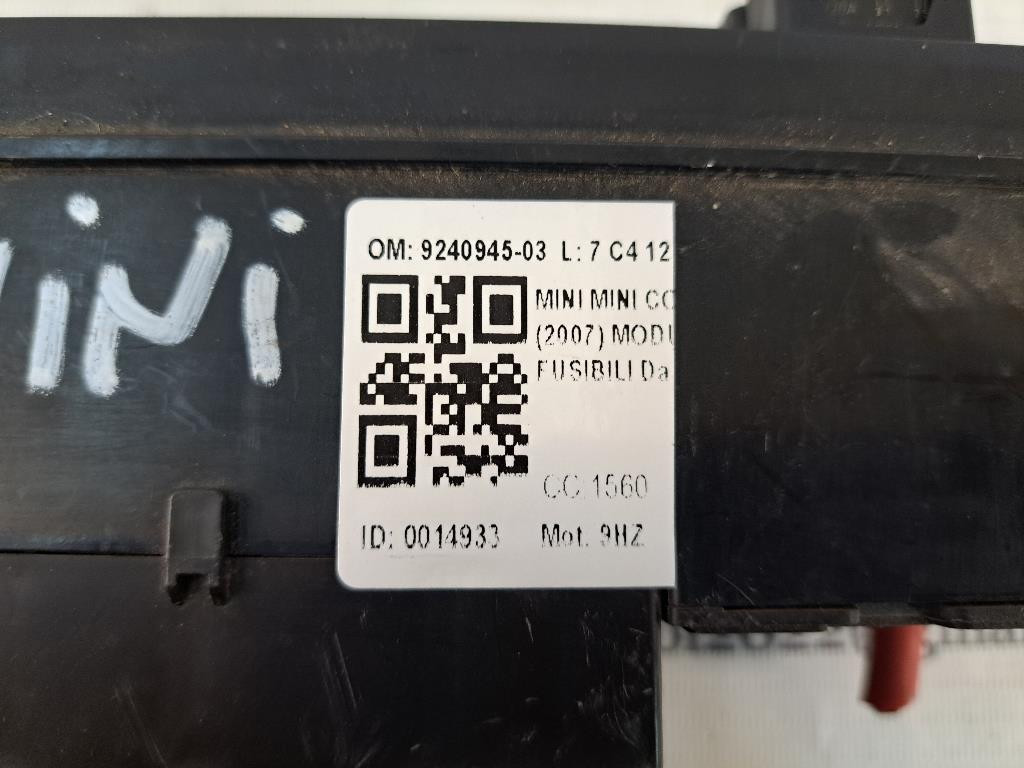 MINI
OM: 9240945-03 L: 7 C4 12
MINI MINI CO
(2007) MODU
FUSIBILI Da
CC 1560
ID: 0014933 Mot. 9HZ